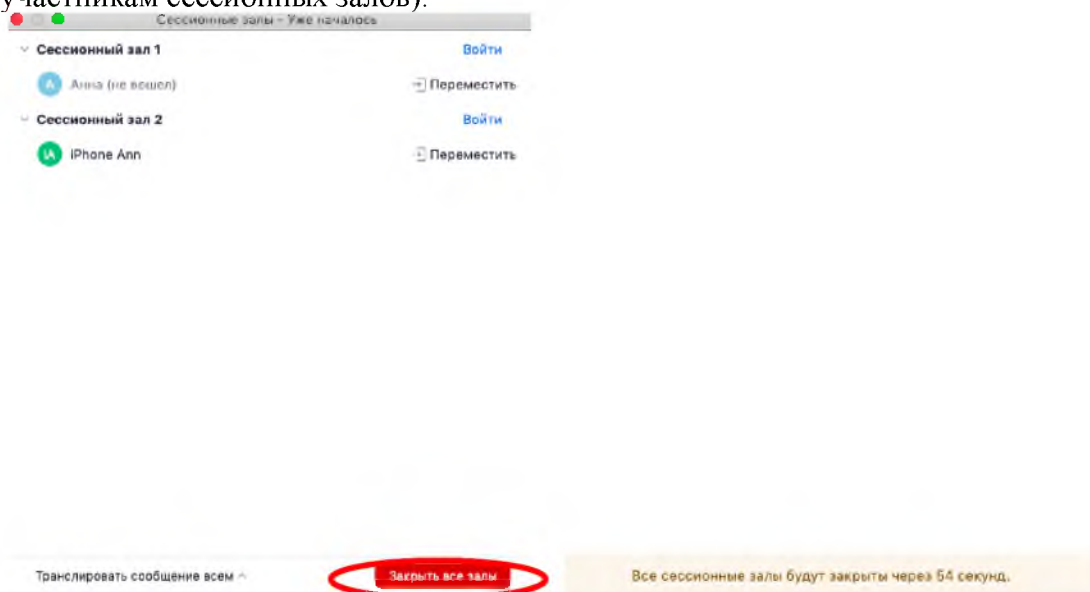 участникам сессионных залов).
Сессионные залы - Уже началось
Сессионный зал 1 Войти
А Анна (не вошел) Переместить
Сессионный зал 2 Войти
IA iPhone Ann Переместить
Транслировать сообщение всем ^ Закрыть все залы
Все сессионные залы будут закрыты через 54 секунд.